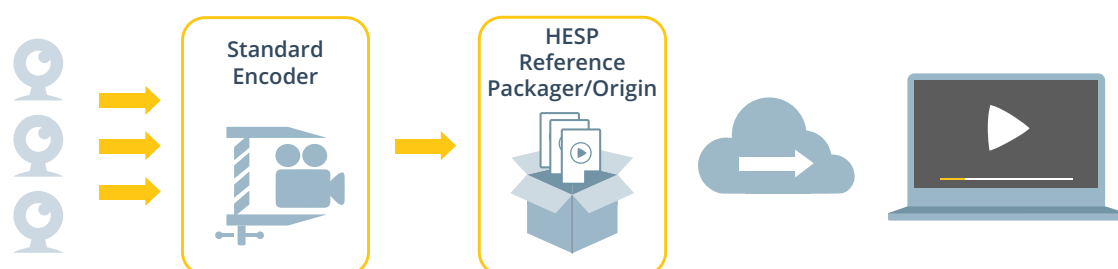 Standard
Encoder
HESP
Reference
Packager/Origin